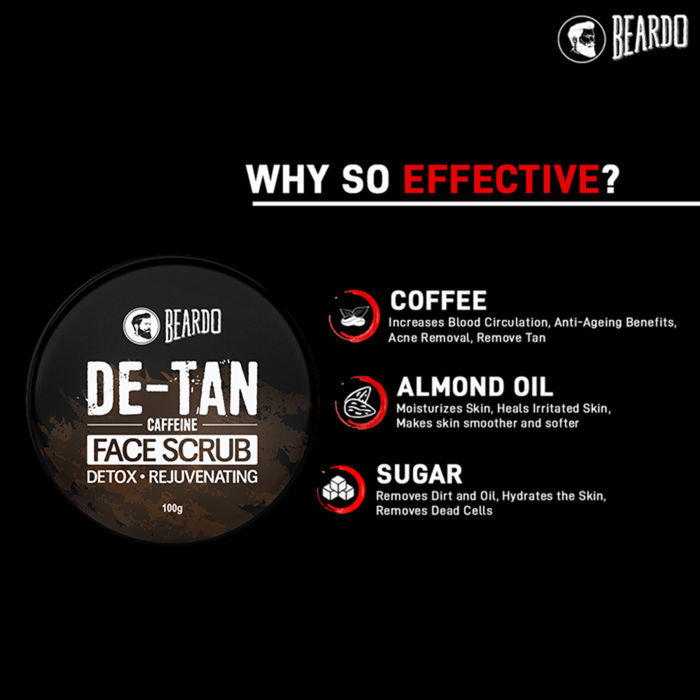 BEARDO
WHY SO EFFECTIVE?
BEARDO
DE-TAN
CAFFEINE
FACE SCRUB
DETOX • REJUVENATING
100g
COFFEE
Increases Blood Circulation, Anti-Ageing Benefits,
Acne Removal, Remove Tan
ALMOND OIL
Moisturizes Skin, Heals Irritated Skin,
Makes skin smoother and softer
SUGAR
Removes Dirt and Oil, Hydrates the Skin,
Removes Dead Cells